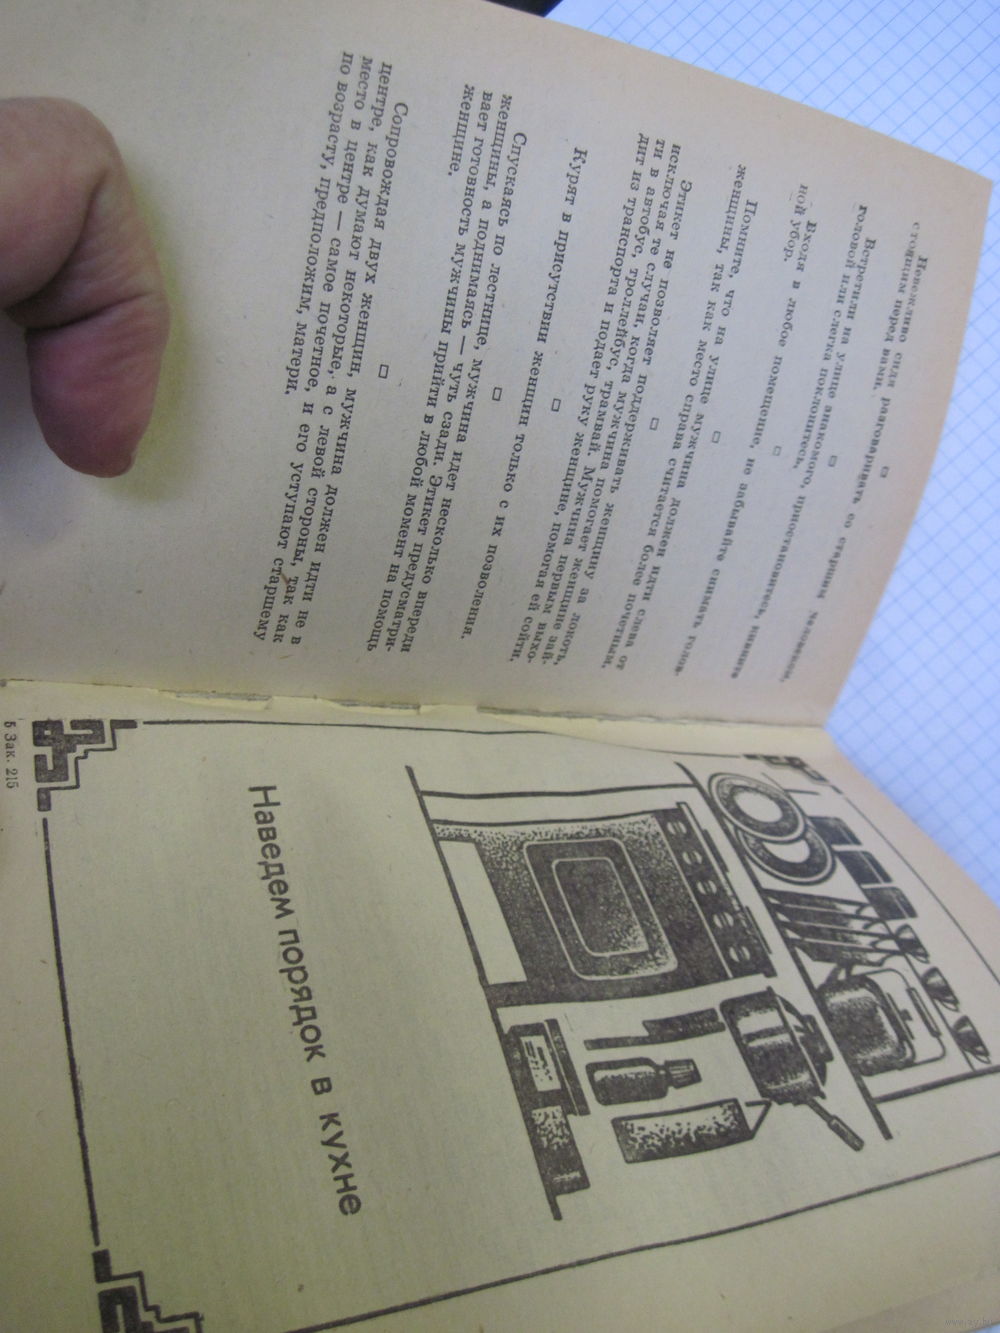 Невежливо сидя разговаривать со старшим человеком,
стоящим перед вами.
Встретили на улице знакомого, приостановитесь, кивните
головой или слегка поклонитесь.
Входя в любое помещение, не забывайте снимать голов-
ной убор.
Помните, что на улице мужчина должен идти слева от
женщины, так как место справа считается более почетным.
Этикет не позволяет поддерживать женщину за локоть,
исключая те случаи, когда мужчина помогает женщине зай-
ти в автобус, троллейбус, трамвай. Мужчина первым выхо-
дит из транспорта и подает руку женщине, помогая ей сойти.
Курят в присутствии женщин только с их позволения.
Спускаясь по лестнице, мужчина идет несколько впереди
женщины, а поднимаясь — чуть сзади. Этикет предусматри-
вает готовность мужчины прийти в любой момент на помощь
женщине.
Сопровождая двух женщин, мужчина должен идти не в
центре, как думают некоторые, а с левой стороны, так как
место в центре — самое почетное, и его уступают старшему
по возрасту, предположим, матери.
Наведем порядок в кухне
5 Зак. 215
www.ay.by